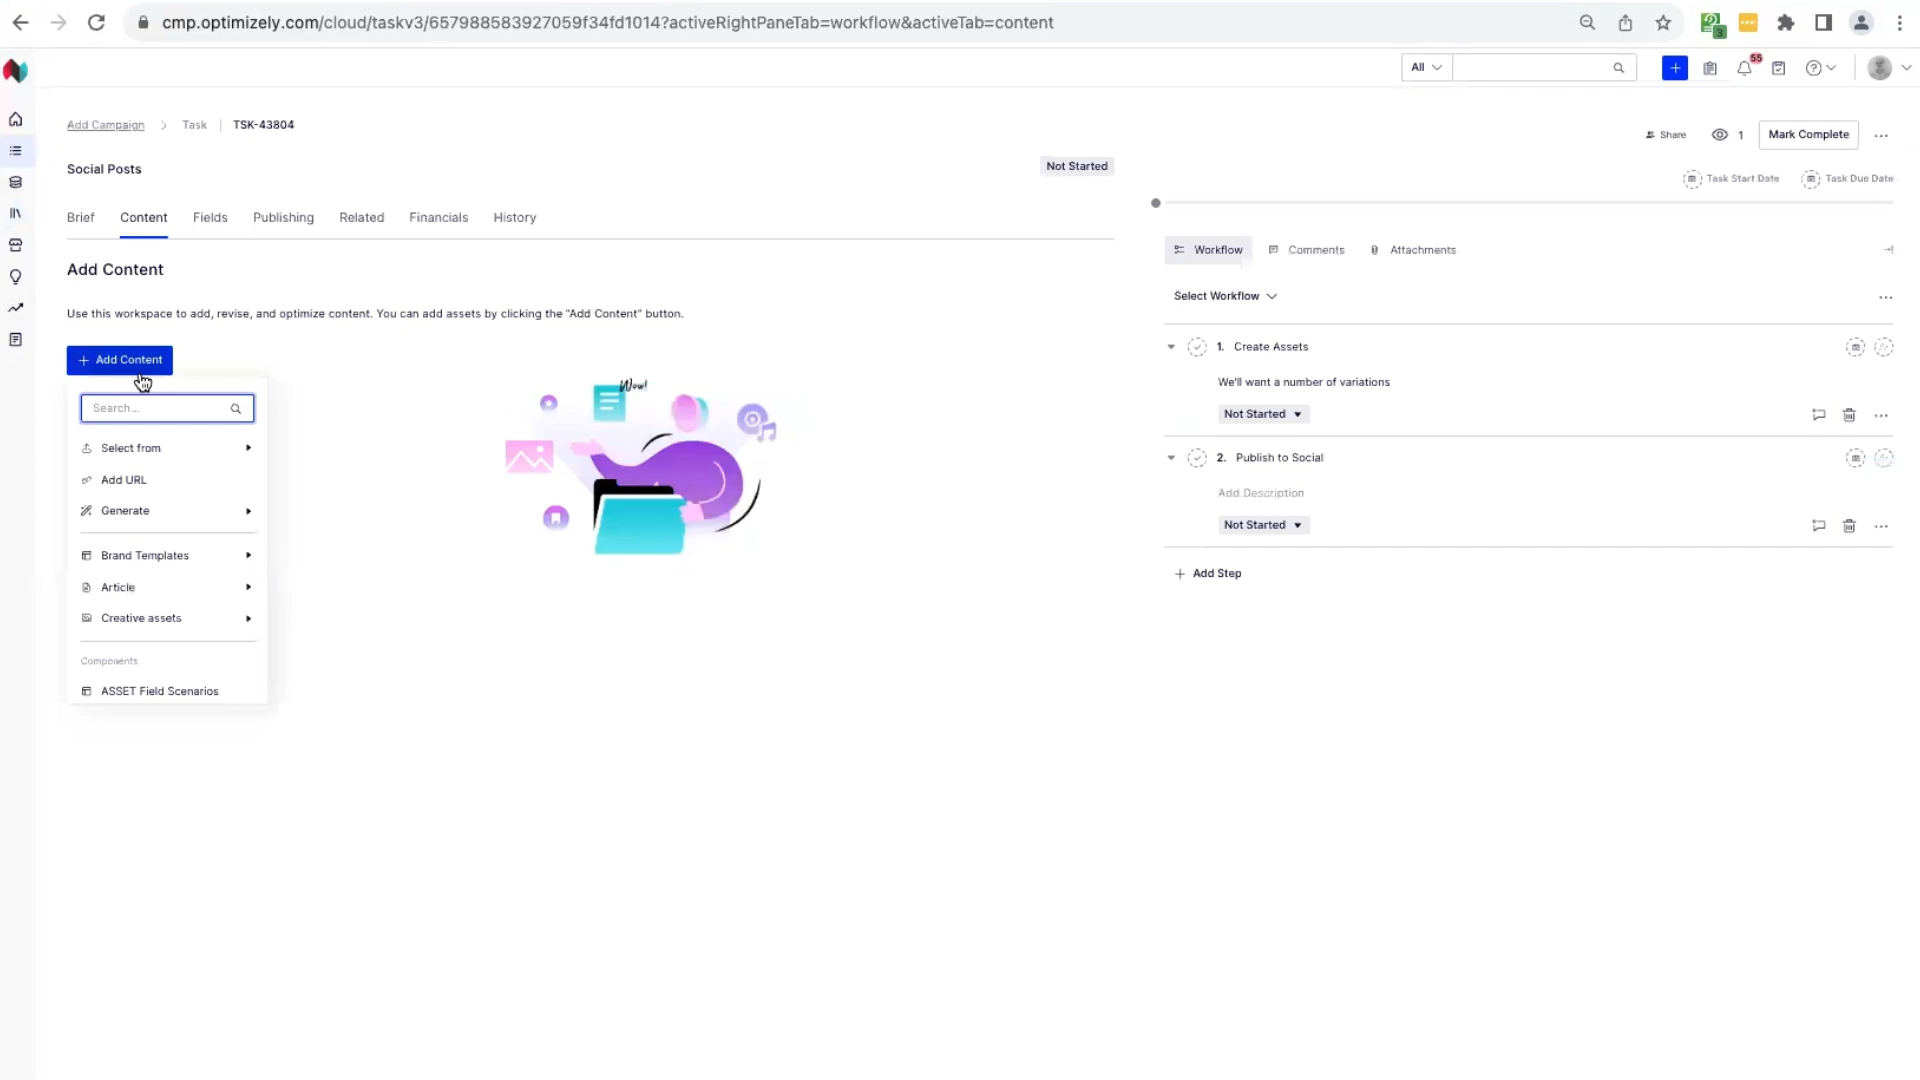 cmp.optimizely.com/cloud/taskv3/657988583927059f34fd1014?activeRightPaneTab=workflow&activeTab=content
3
All
55
Add Campaign > Task | TSK-43804
Share 1 Mark Complete
Social Posts
Not Started
Task Start Date Task Due Date
Brief Content Fields Publishing Related Financials History
Workflow Comments Attachments
Add Content
Select Workflow
Use this workspace to add, revise, and optimize content. You can add assets by clicking the "Add Content" button.
+ Add Content
Search...
Select from
Add URL
Generate
Brand Templates
Article
Creative assets
Components
ASSET Field Scenarios
Wow!
1. Create Assets
We'll want a number of variations
Not Started
2. Publish to Social
Add Description
Not Started
+ Add Step